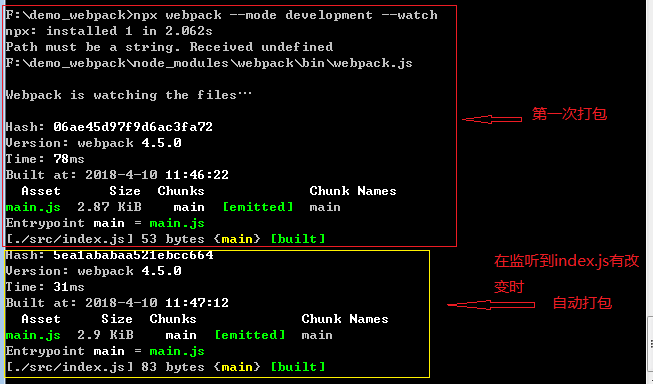 F:\demo_webpack>npx webpack --mode development --watch
npx: installed 1 in 2.062s
Path must be a string. Received undefined
F:\demo_webpack\node_modules\webpack\bin\webpack.js
Webpack is watching the files…
Hash: 06ae45d97f9d6ac3fa72
Version: webpack 4.5.0
Time: 78ms
Built at: 2018-4-10 11:46:22
Asset Size Chunks Chunk Names
main.js 2.87 KiB main [emitted] main
Entrypoint main = main.js
[./src/index.js] 53 bytes {main} [built]
第一次打包
Hash: 5ea1ababaa521ebcc664
Version: webpack 4.5.0
Time: 31ms
Built at: 2018-4-10 11:47:12
Asset Size Chunks Chunk Names
main.js 2.9 KiB main [emitted] main
Entrypoint main = main.js
[./src/index.js] 83 bytes {main} [built]
在监听到index.js有改
变时
自动打包